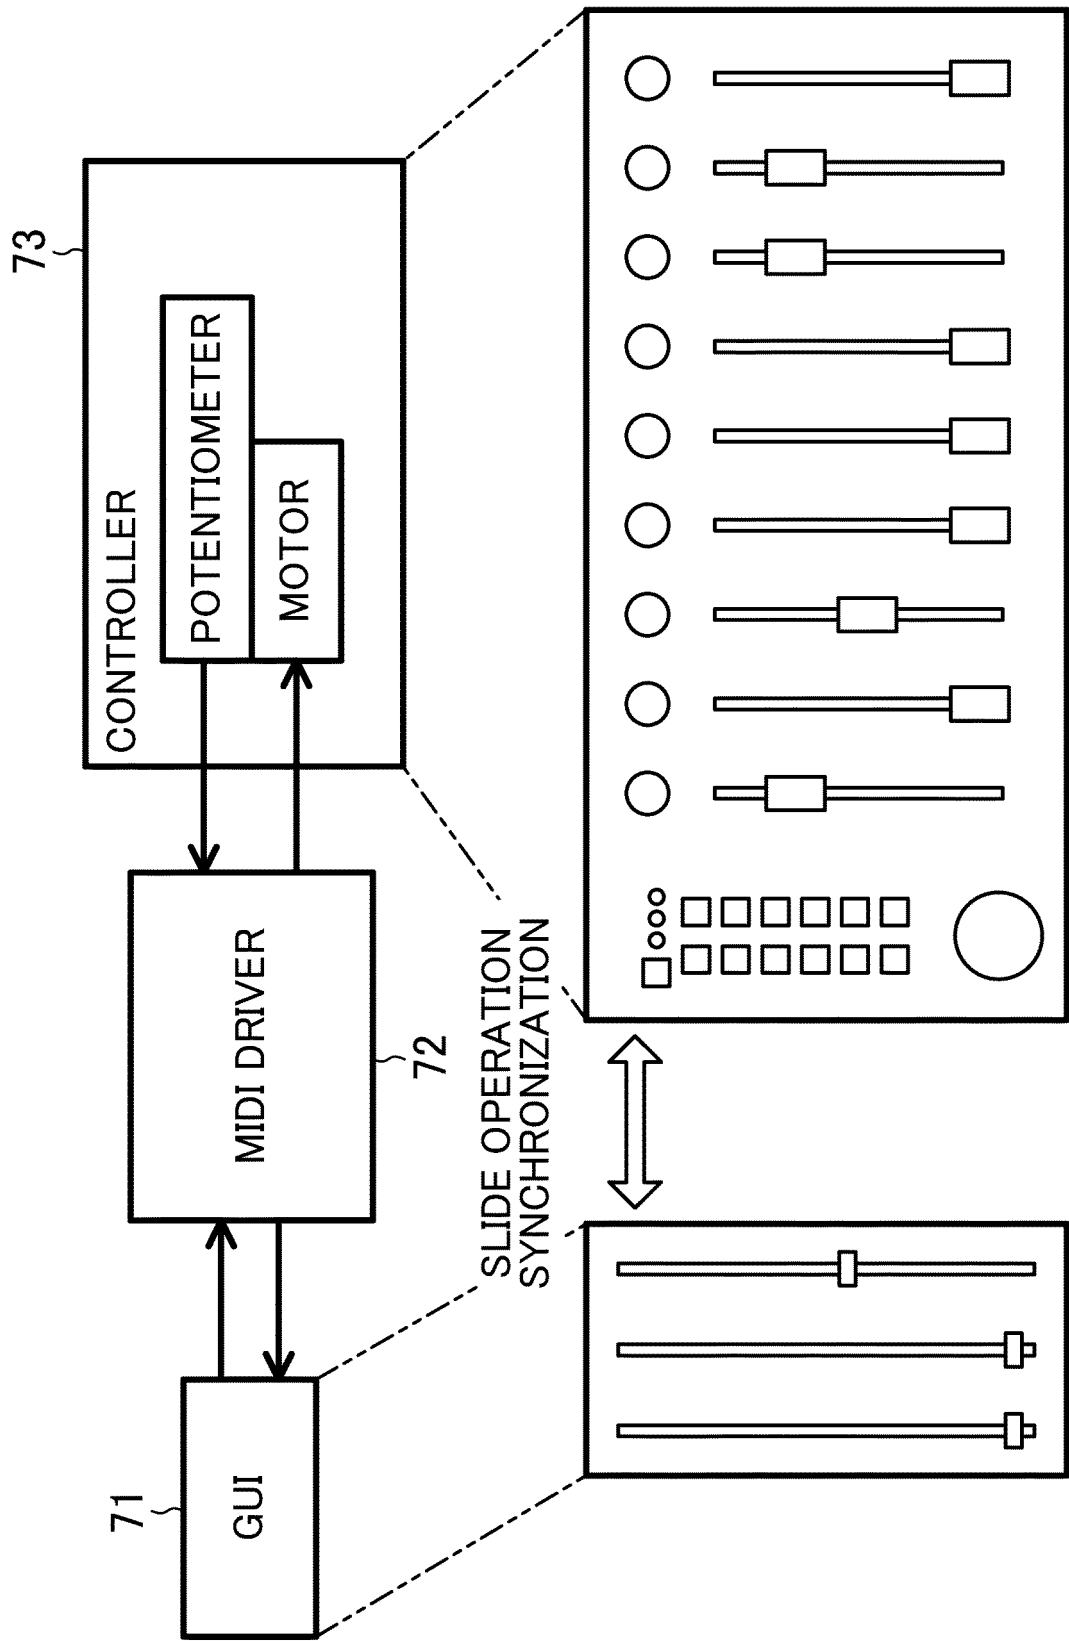 73
CONTROLLER
POTENTIOMETER
MOTOR
MIDI DRIVER
72
71
GUI
SLIDE OPERATION
SYNCHRONIZATION